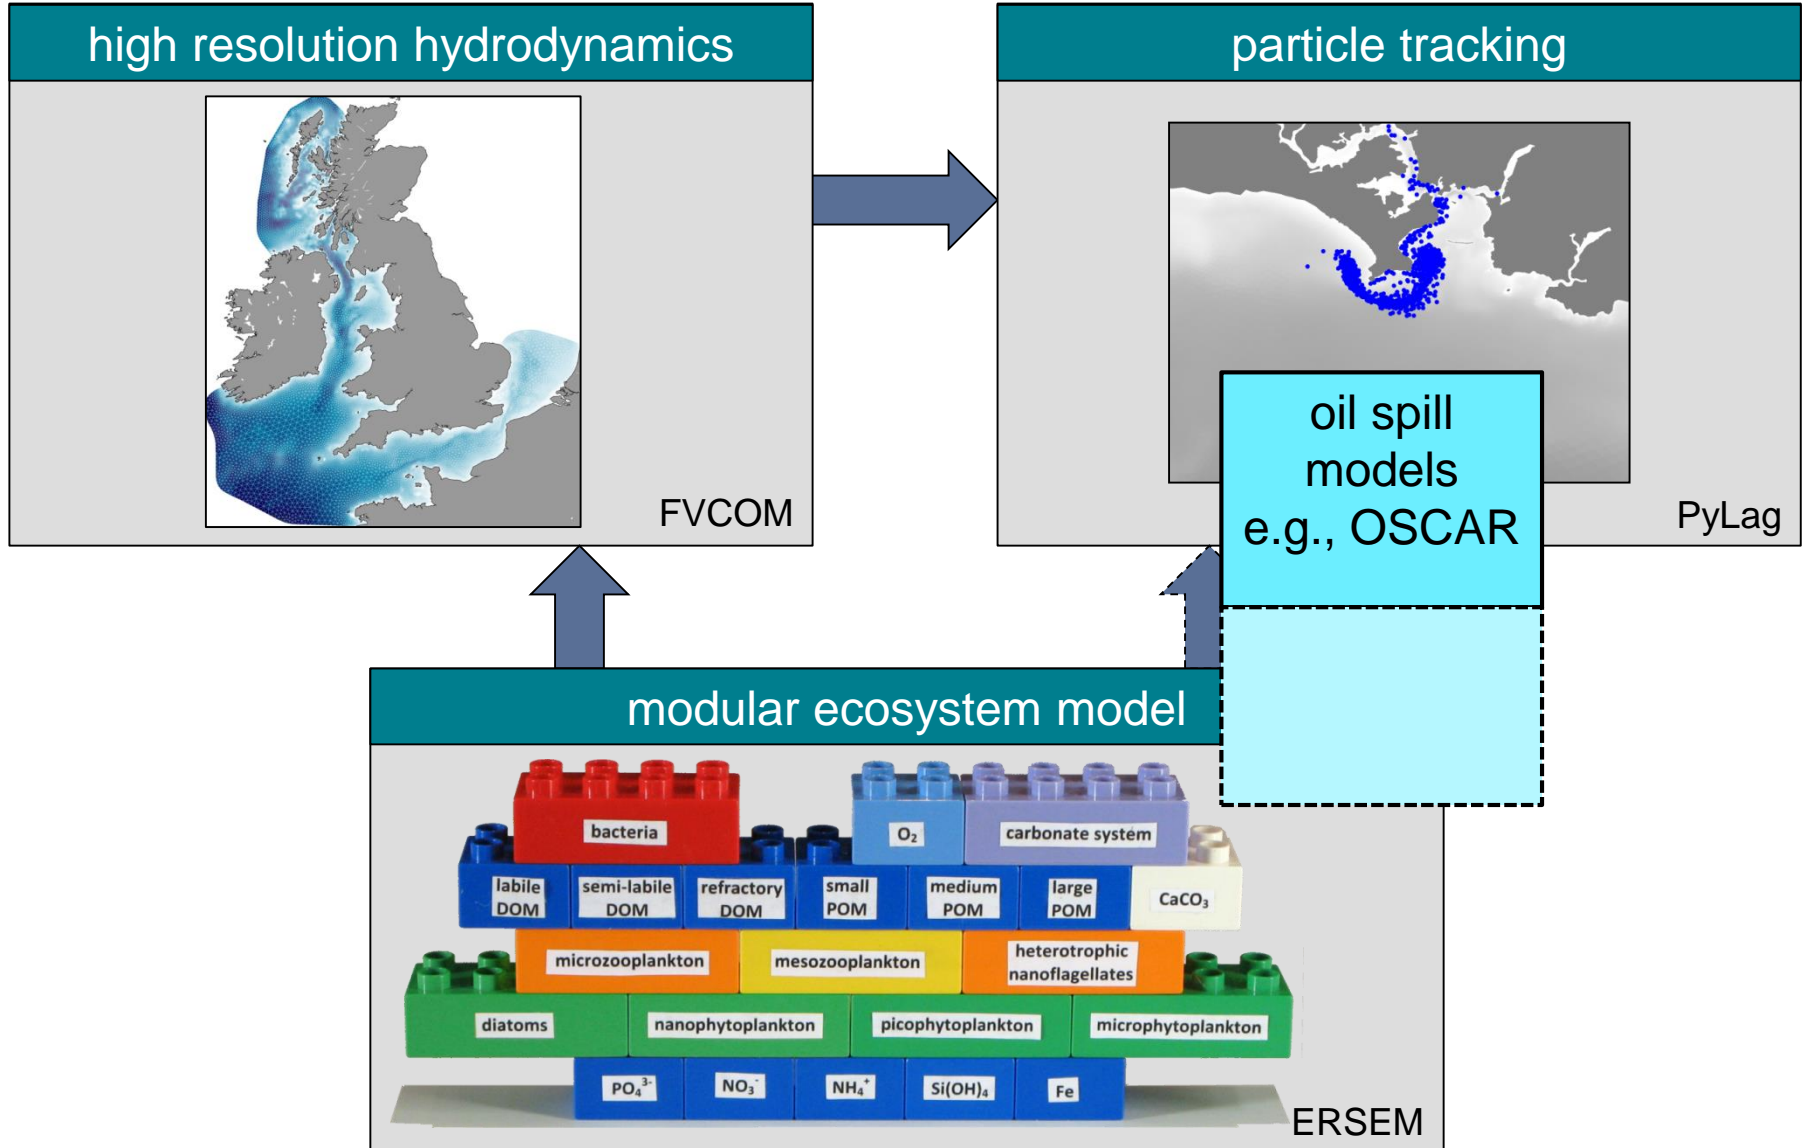 high resolution hydrodynamics
FVCOM
particle tracking
oil spill
models
e.g., OSCAR
PyLag
modular ecosystem model
bacteria
O₂
carbonate system
labile
DOM
semi-labile
DOM
refractory
DOM
small
POM
medium
POM
large
POM
CaCO₃
microzooplankton
mesozooplankton
heterotrophic
nanoflagellates
diatoms
nanophytoplankton
picophytoplankton
microphytoplankton
PO₄³⁻
NO₃⁻
NH₄⁺
Si(OH)₄
Fe
ERSEM